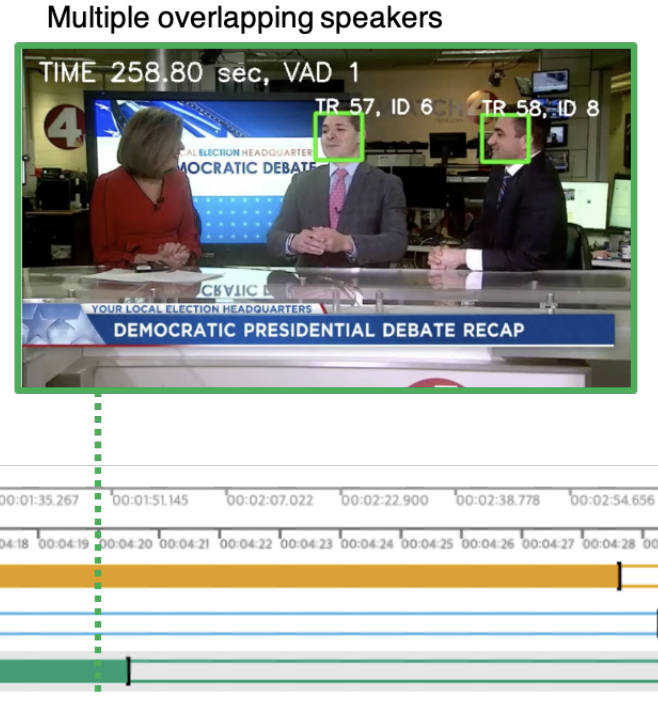 Multiple overlapping speakers
TIME 258.80 sec, VAD 1
TR 57, ID 6
TR 58, ID 8
4
AL ELECTION HEADQUARTER
MOCRATIC DEBATE
YOUR LOCAL ELECTION HEADQUARTERS
DEMOCRATIC PRESIDENTIAL DEBATE RECAP
00:01:35.267 00:01:51.145 00:02:07.022 00:02:22.900 00:02:38.778 00:02:54.656
04:18 00:04:19 00:04:20 00:04:21 00:04:22 00:04:23 00:04:24 00:04:25 00:04:26 00:04:27 00:04:28 00